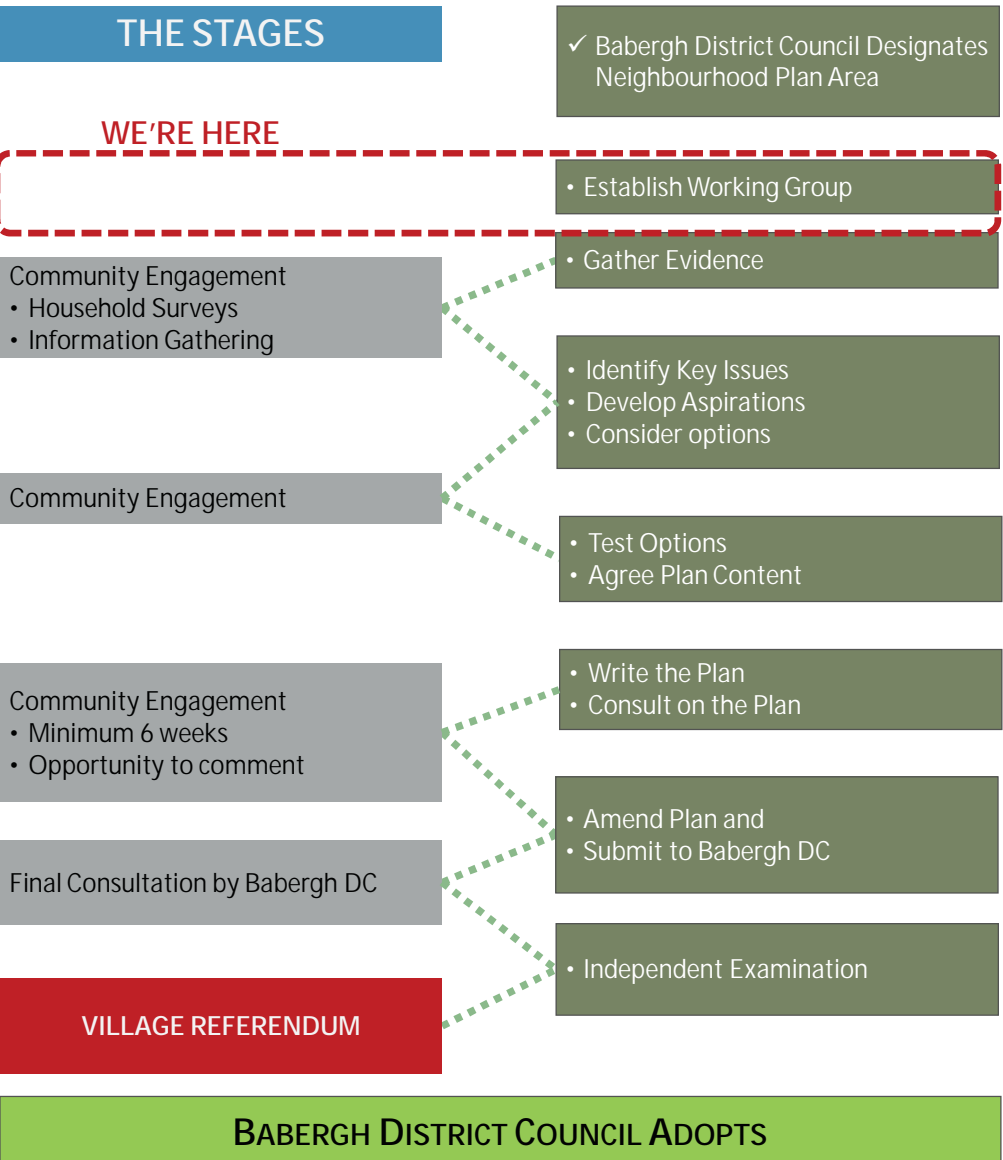 THE STAGES
✓ Babergh District Council Designates
Neighbourhood Plan Area
WE'RE HERE
• Establish Working Group
• Gather Evidence
Community Engagement
• Household Surveys
• Information Gathering
• Identify Key Issues
• Develop Aspirations
• Consider options
Community Engagement
• Test Options
• Agree Plan Content
• Write the Plan
• Consult on the Plan
Community Engagement
• Minimum 6 weeks
• Opportunity to comment
• Amend Plan and
• Submit to Babergh DC
Final Consultation by Babergh DC
• Independent Examination
VILLAGE REFERENDUM
BABERGH DISTRICT COUNCIL ADOPTS